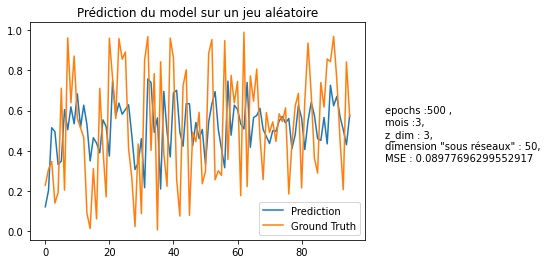 Prédiction du model sur un jeu aléatoire
1.0
0.8
0.6
0.4
0.2
0.0
0
20
40
60
80
Prediction
Ground Truth
epochs :500 ,
mois :3,
z_dim : 3,
dimension "sous réseaux" : 50,
MSE : 0.08977696299552917